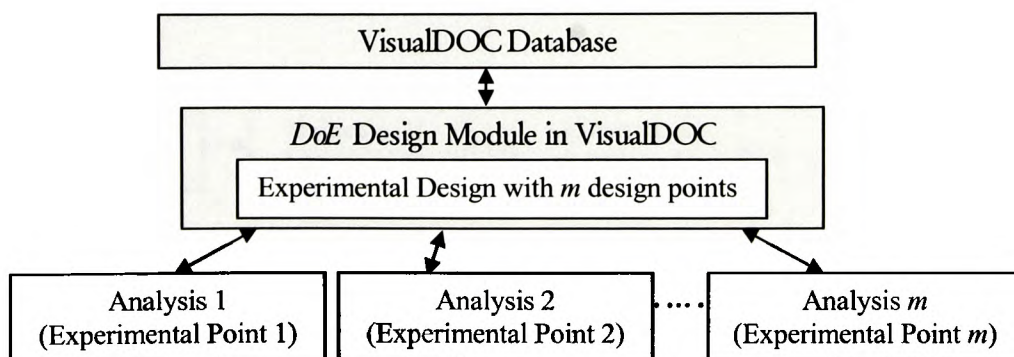 VisualDOC Database
DoE Design Module in VisualDOC
Experimental Design with m design points
Analysis 1
(Experimental Point 1)
Analysis 2
(Experimental Point 2)
.....
Analysis m
(Experimental Point m)